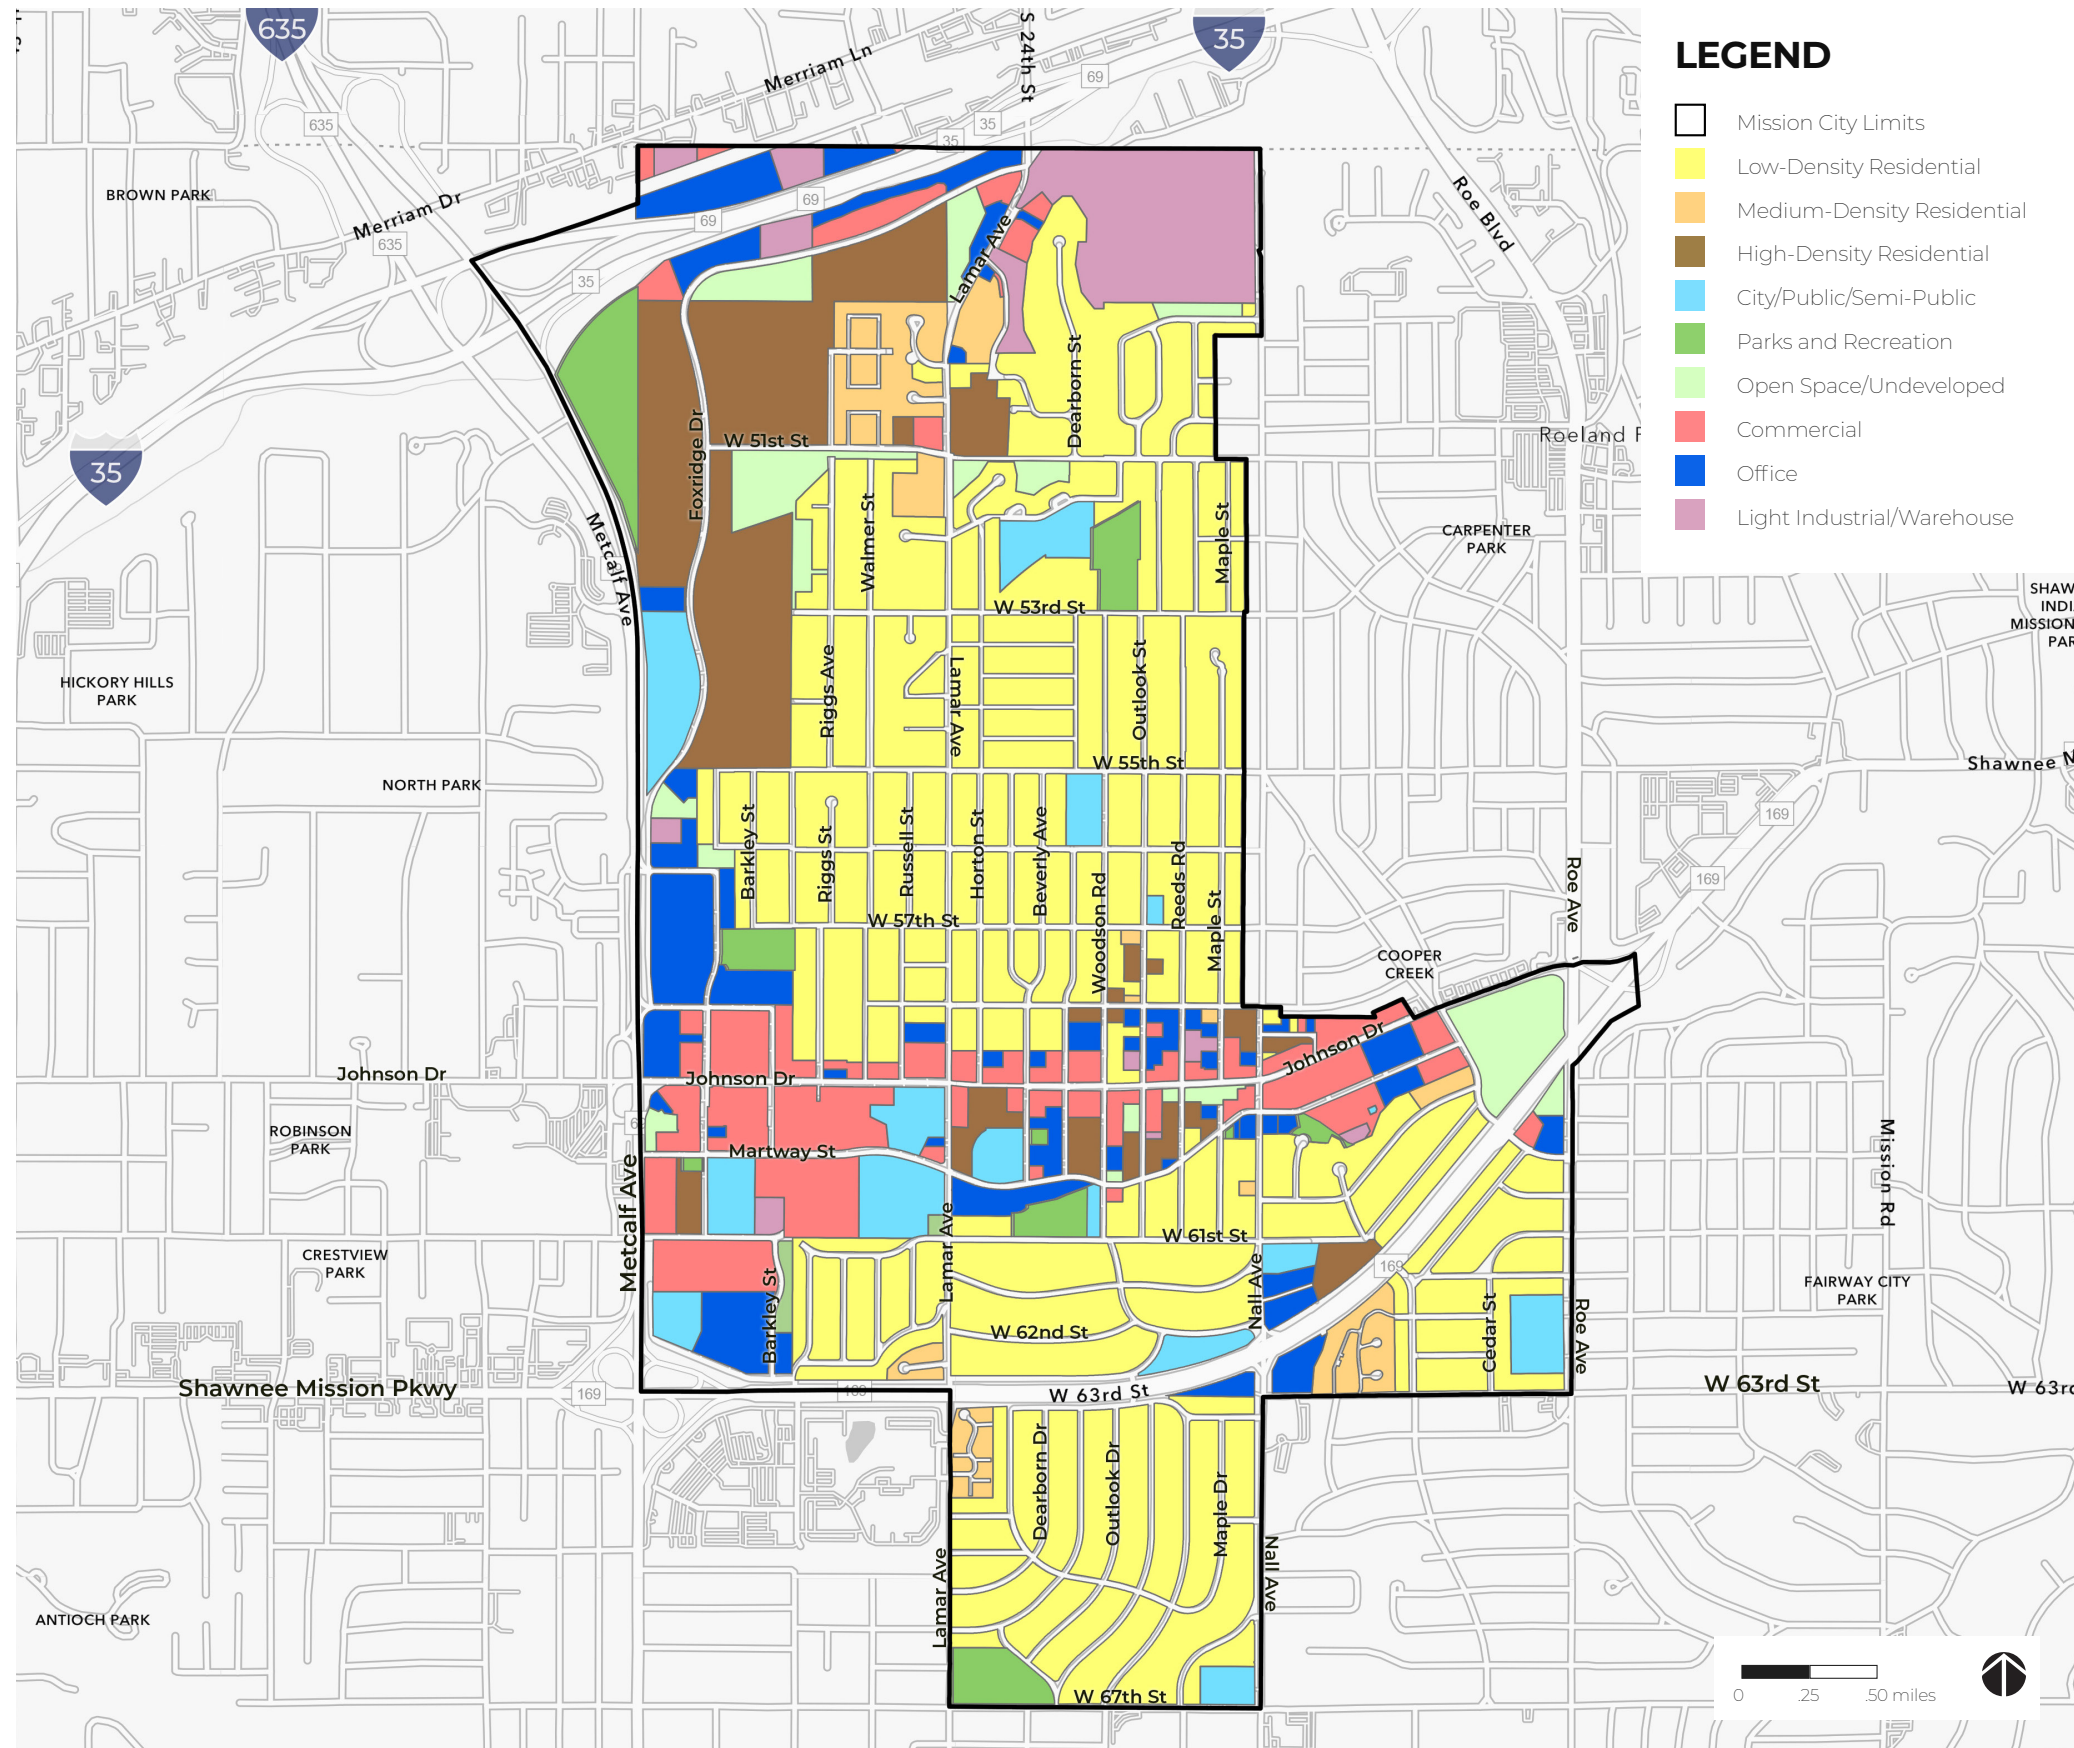 635
S 24th St
35
Merriam Ln
69
635
35
35
LEGEND
Mission City Limits
Low-Density Residential
Medium-Density Residential
High-Density Residential
City/Public/Semi-Public
Parks and Recreation
Open Space/Undeveloped
Commercial
Office
Light Industrial/Warehouse
BROWN PARK
Merriam Dr
635
69
69
35
Roe Blvd
Lamar Ave
Dearborn St
35
Foxridge Dr
W 51st St
Walmer St
Maple St
Metcalf Ave
CARPENTER
PARK
W 53rd St
HICKORY HILLS
PARK
Riggs Ave
Lamar Ave
Outlook St
W 55th St
NORTH PARK
Barkley St
Riggs St
Russell St
Horton St
Beverly Ave
Woodson Rd
Reeds Rd
Maple St
169
169
Roe Ave
W 57th St
COOPER
CREEK
Johnson Dr
Johnson Dr
Johnson Dr
ROBINSON
PARK
Martway St
Metcalf Ave
Mission Rd
CRESTVIEW
PARK
Lamar Ave
W 61st St
Nall Ave
169
FAIRWAY CITY
PARK
Barkley St
W 62nd St
Cedar St
Roe Ave
Shawnee Mission Pkwy
169
W 63rd St
W 63rd St
Dearborn Dr
Outlook Dr
Maple Dr
Lamar Ave
Nall Ave
ANTIOCH PARK
W 67th St
0 .25 .50 miles